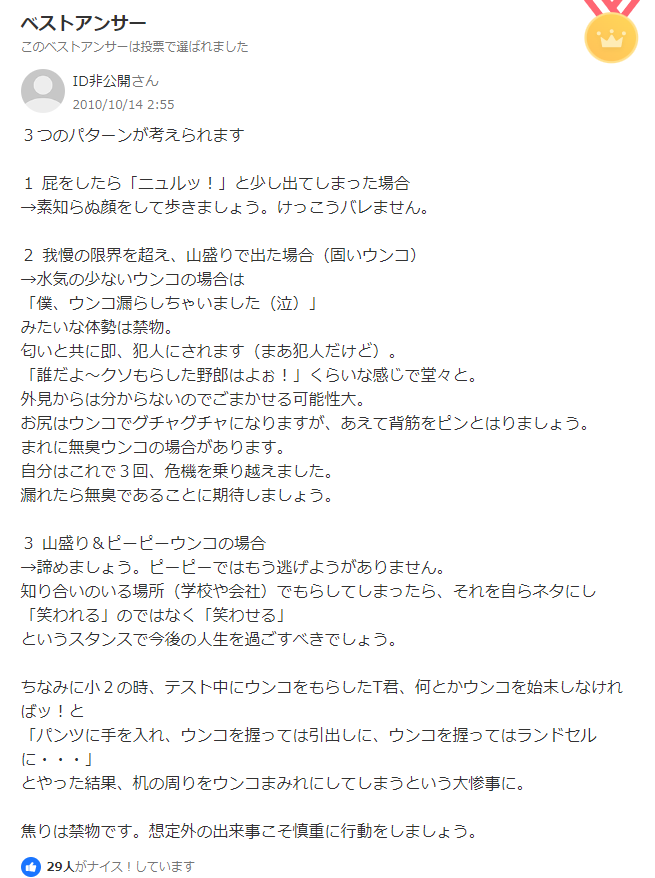 ベストアンサー
このベストアンサーは投票で選ばれました
ID非公開さん
2010/10/14 2:55
３つのパターンが考えられます
１ 屁をしたら「ニュルッ！」と少し出てしまった場合
→素知らぬ顔をして歩きましょう。けっこうバレません。
２ 我慢の限界を超え、山盛りで出た場合（固いウンコ）
→水気の少ないウンコの場合は
「僕、ウンコ漏らしちゃいました（泣）」
みたいな体勢は禁物。
匂いと共に即、犯人にされます（まあ犯人だけど）。
「誰だよ～クソもらした野郎はよぉ！」くらいな感じで堂々と。
外見からは分からないのでごまかせる可能性大。
お尻はウンコでグチャグチャになりますが、あえて背筋をピンとはりましょう。
まれに無臭ウンコの場合があります。
自分はこれで３回、危機を乗り越えました。
漏れたら無臭であることに期待しましょう。
３ 山盛り＆ピーピーウンコの場合
→諦めましょう。ピーピーではもう逃げようがありません。
知り合いのいる場所（学校や会社）でもらしてしまったら、それを自らネタにし
「笑われる」のではなく「笑わせる」
というスタンスで今後の人生を過ごすべきでしょう。
ちなみに小２の時、テスト中にウンコをもらしたT君、何とかウンコを始末しなけれ
ばッ！と
「パンツに手を入れ、ウンコを握っては引出しに、ウンコを握ってはランドセル
に・・・」
とやった結果、机の周りをウンコまみれにしてしまうという大惨事に。
焦りは禁物です。想定外の出来事こそ慎重に行動をしましょう。
29人がナイス！しています